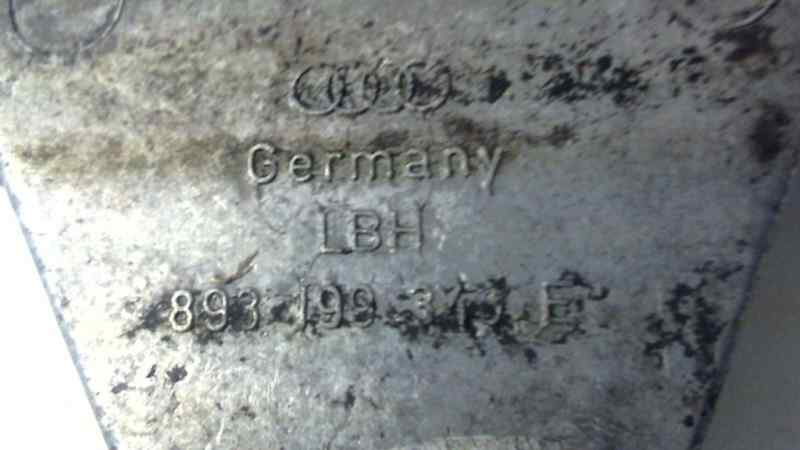 Germany
LBH
893 199 E